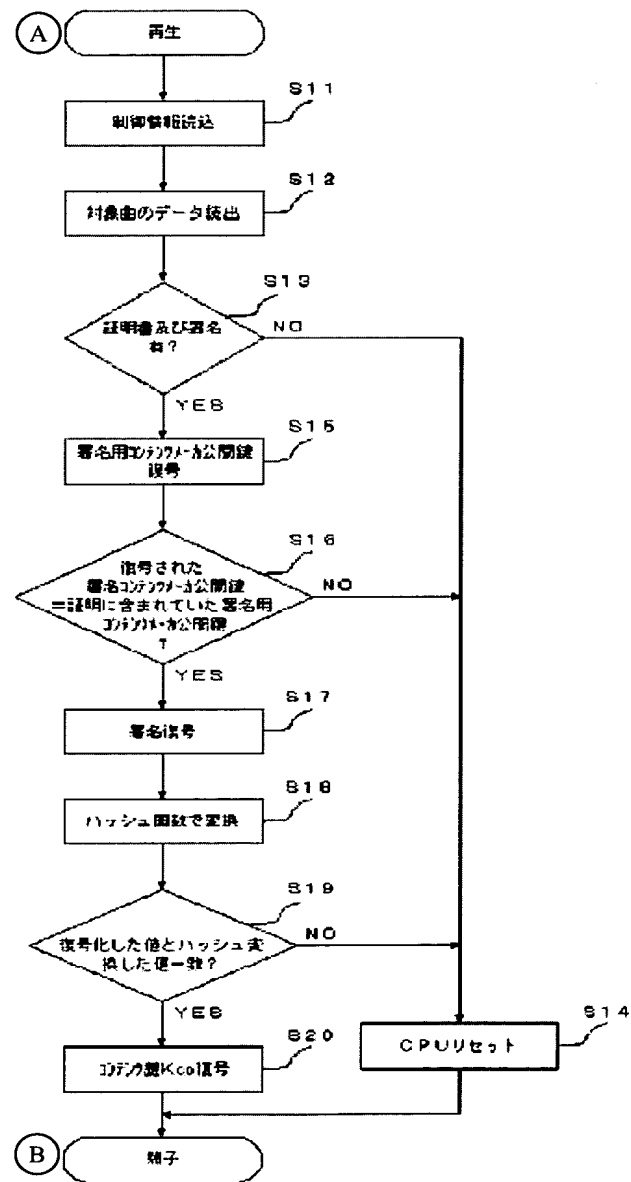 A
再生
S11
制御情報読込
S12
対象曲のデータ読出
S13
証明書及び署名
有?
NO
YES
S15
署名用コンテンツメーカ公開鍵
復号
S16
復号された
署名コンテンツメーカ公開鍵
＝証明に含まれていた署名用
コンテンツメーカ公開鍵
?
NO
YES
S17
署名復号
S18
ハッシュ関数で変換
S19
復号化した値とハッシュ変
換した値一致?
NO
YES
S20
コンテンツ鍵Kco復号
S14
CPUリセット
B